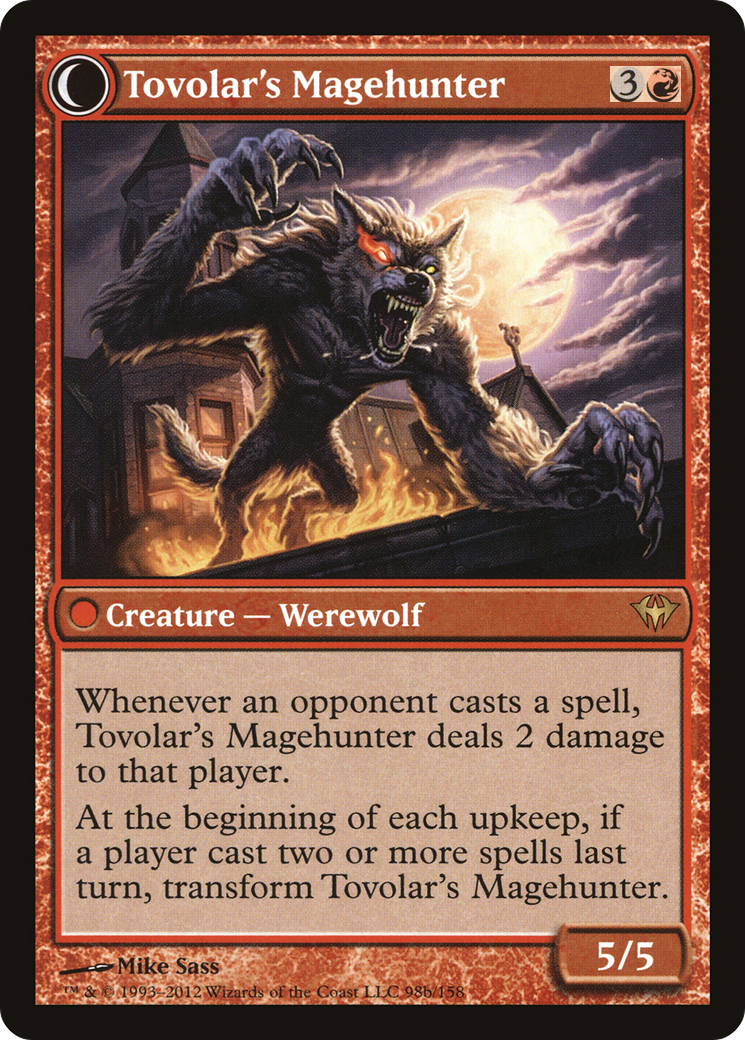 Tovolar's Magehunter 3
Creature — Werewolf
Whenever an opponent casts a spell,
Tovolar's Magehunter deals 2 damage
to that player.
At the beginning of each upkeep, if
a player cast two or more spells last
turn, transform Tovolar's Magehunter.
5/5
Mike Sass
™ & © 1993–2012 Wizards of the Coast LLC 98b/158